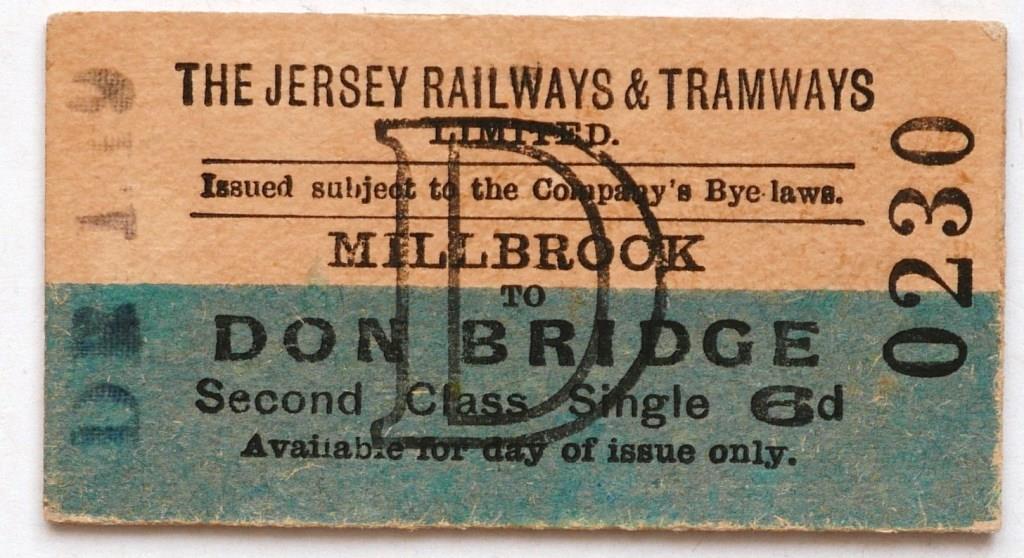 THE JERSEY RAILWAYS & TRAMWAYS
LIMITED.
Issued subject to the Company's Bye-laws.
MILLBROOK
TO
DON BRIDGE
Second Class Single 6d
Available for day of issue only.
D
0230